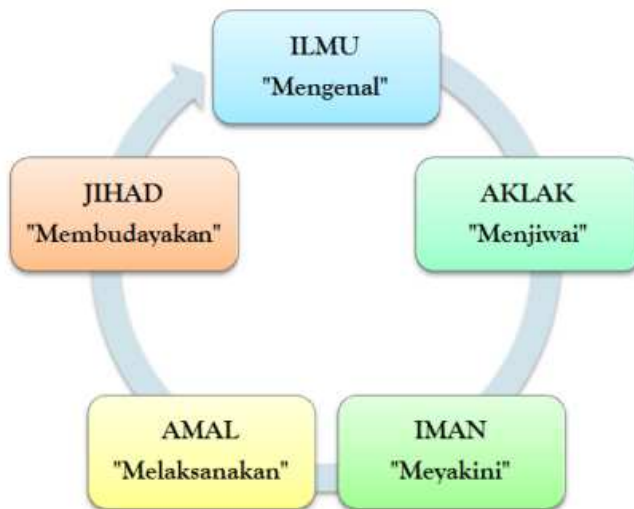 ILMU
"Mengenal"
AKLAK
"Menjiwai"
IMAN
"Meyakini"
AMAL
"Melaksanakan"
JIHAD
"Membudayakan"